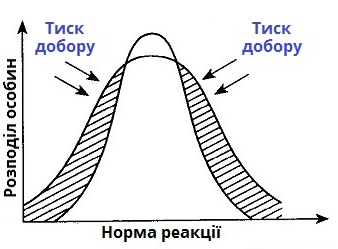 Тиск
добору
Тиск
добору
Розподіл особин
Норма реакції